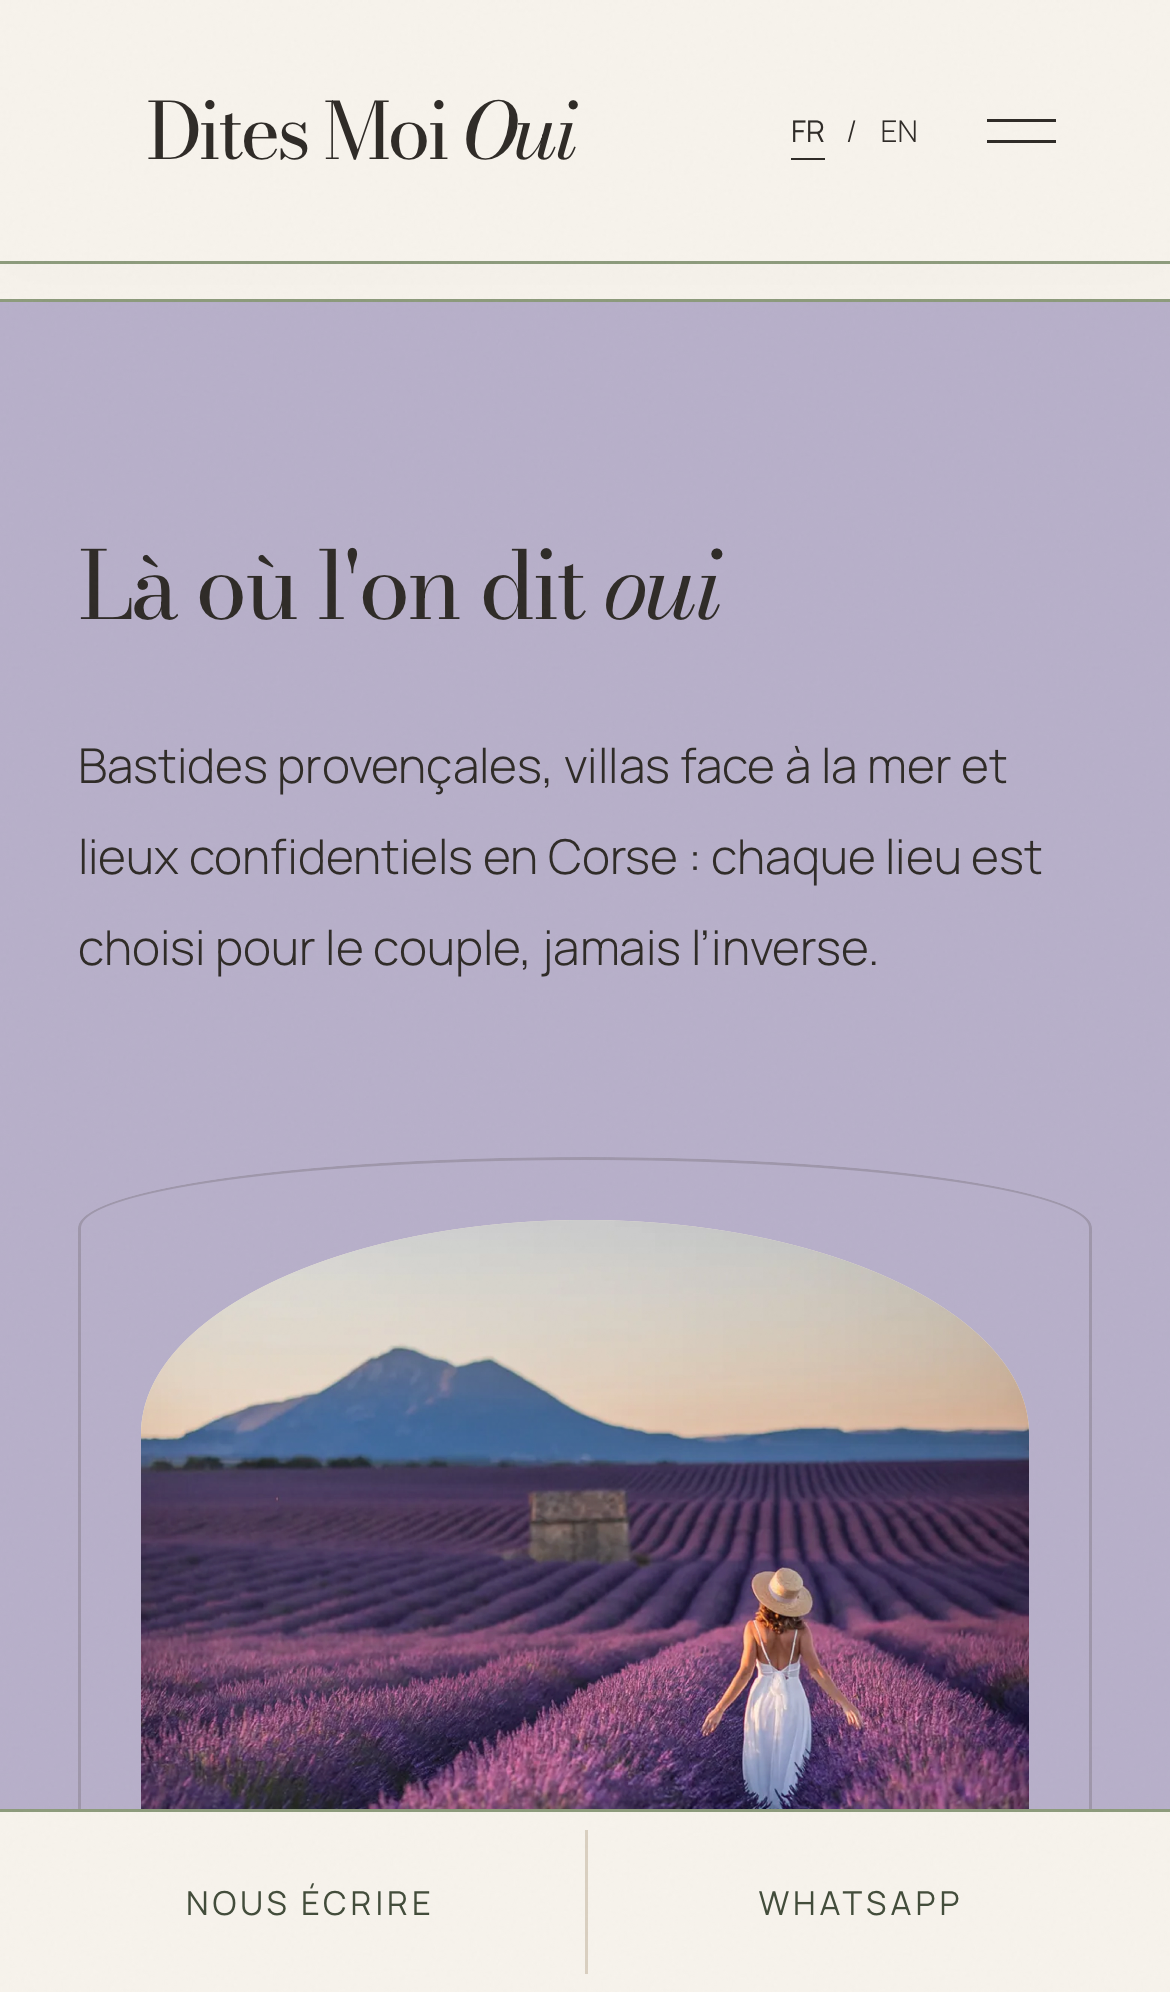 Dites Moi Oui
FR / EN
Là où l'on dit oui
Bastides provençales, villas face à la mer et
lieux confidentiels en Corse : chaque lieu est
choisi pour le couple, jamais l’inverse.
NOUS ÉCRIRE
WHATSAPP